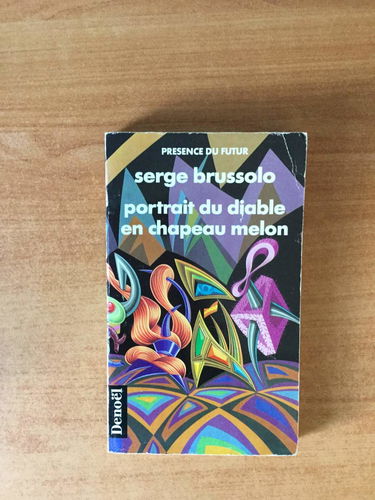 PRESENCE DU FUTUR
serge brussolo
portrait du diable
en chapeau melon
Denoël